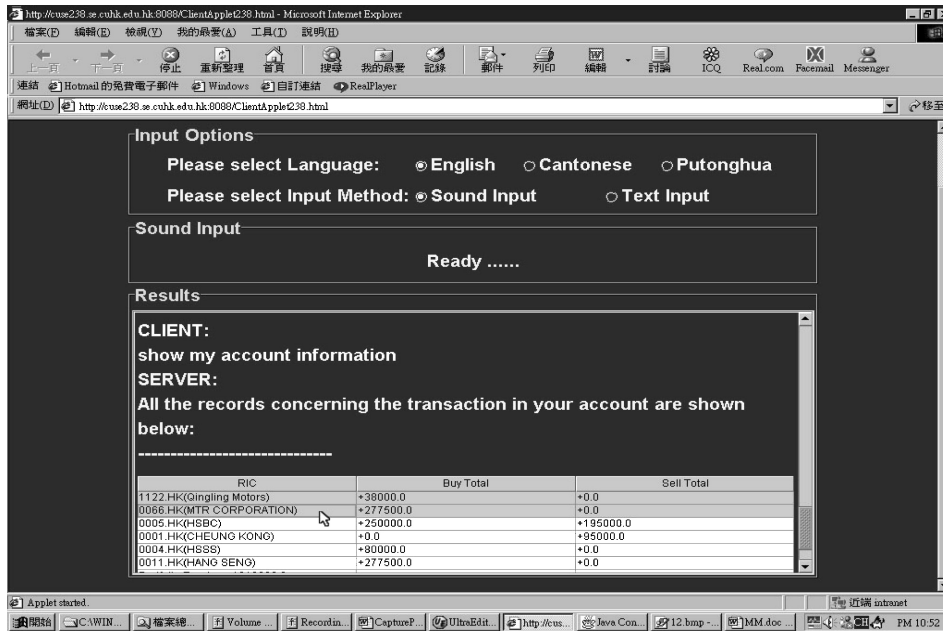 http://cuse238.se.cuhk.edu.hk:8088/ClientApplet238.html - Microsoft Internet Explorer
檔案(F) 編輯(E) 檢視(V) 我的最愛(A) 工具(T) 說明(H)
上一頁 下一頁 停止 重新整理 首頁 搜尋 我的最愛 記錄 郵件 列印 編輯 討論 ICQ Real.com Facemail Messenger
連結 Hotmail 的免費電子郵件 Windows 自訂連結 RealPlayer
網址(D) http://cuse238.se.cuhk.edu.hk:8088/ClientApplet238.html 移至
Input Options
Please select Language: English Cantonese Putonghua
Please select Input Method: Sound Input Text Input
Sound Input
Ready ......
Results
CLIENT:
show my account information
SERVER:
All the records concerning the transaction in your account are shown
below:
------------------------------
RIC Buy Total Sell Total
1122.HK(Qingling Motors) +38000.0 +0.0
0066.HK(MTR CORPORATION) +277500.0 +0.0
0005.HK(HSBC) +250000.0 +195000.0
0001.HK(CHEUNG KONG) +0.0 +95000.0
0004.HK(HSSS) +80000.0 +0.0
0011.HK(HANG SENG) +277500.0 +0.0
Applet started. 近端 intranet
開始 C:\WIN... 檔案總... Volume ... Recordin... CaptureP... UltraEdit... http://cus... Java Con... 12.bmp -... MM.doc ... PM 10:52